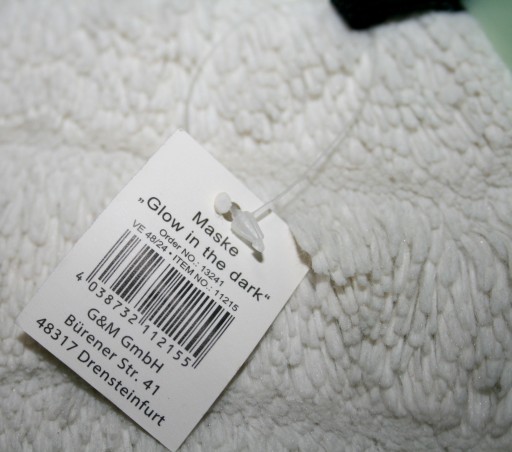 Maske
„Glow in the dark“
Order NO.: 13241
VE 48/24 • ITEM NO.: 11215
4 038732 112155
G&M GmbH
Bürener Str. 41
48317 Drensteinfurt